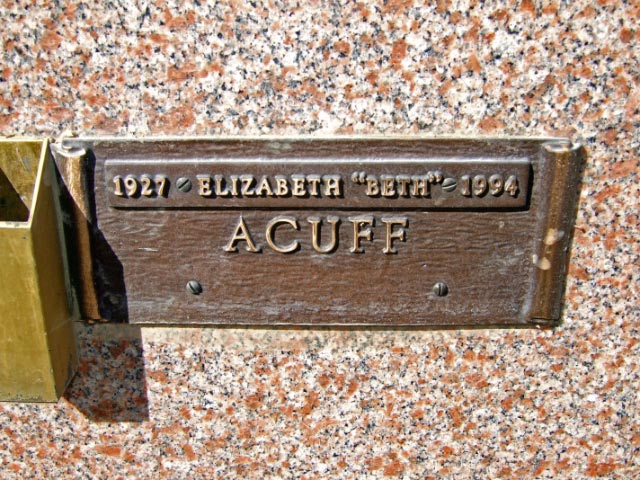 1927 ELIZABETH "BETH" 1994
ACUFF